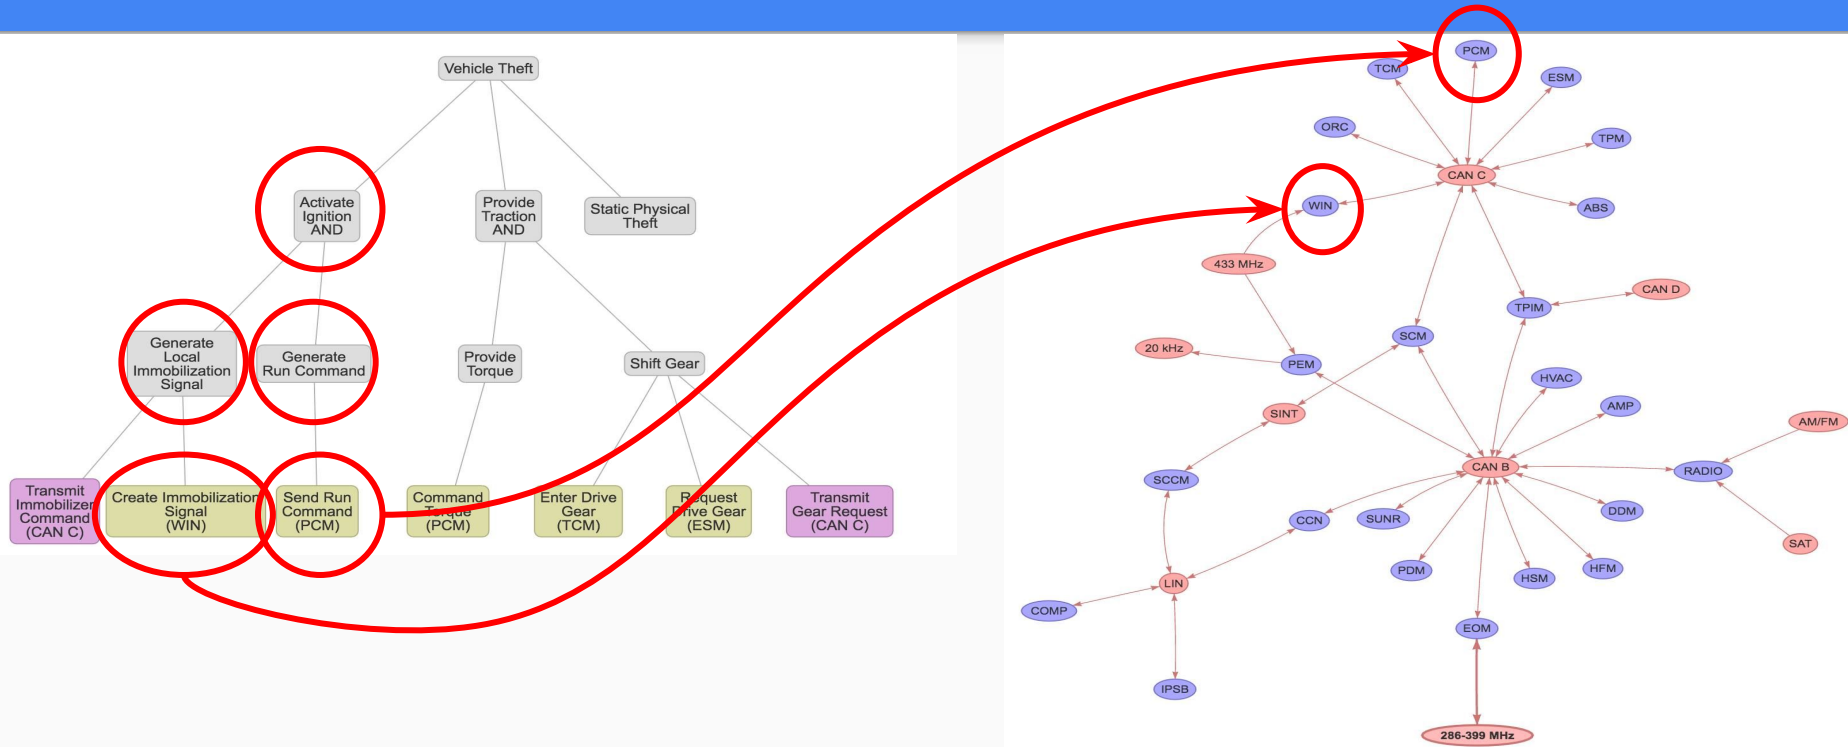 Vehicle Theft
Activate
Ignition
AND
Provide
Traction
AND
Static Physical
Theft
Generate
Local
Immobilization
Signal
Generate
Run Command
Provide
Torque
Shift Gear
Transmit
Immobilizer
Command
(CAN C)
Create Immobilization
Signal
(WIN)
Send Run
Command
(PCM)
Command
Torque
(PCM)
Enter Drive
Gear
(TCM)
Request
Drive Gear
(ESM)
Transmit
Gear Request
(CAN C)
PCM
TCM
ESM
ORC
TPM
CAN C
WIN
ABS
433 MHz
CAN D
TPIM
SCM
20 kHz
PEM
HVAC
SINT
AMP
AM/FM
CAN B
RADIO
SCCM
CCN
SUNR
DDM
SAT
PDM
HSM
HFM
LIN
COMP
EOM
IPSB
286-399 MHz